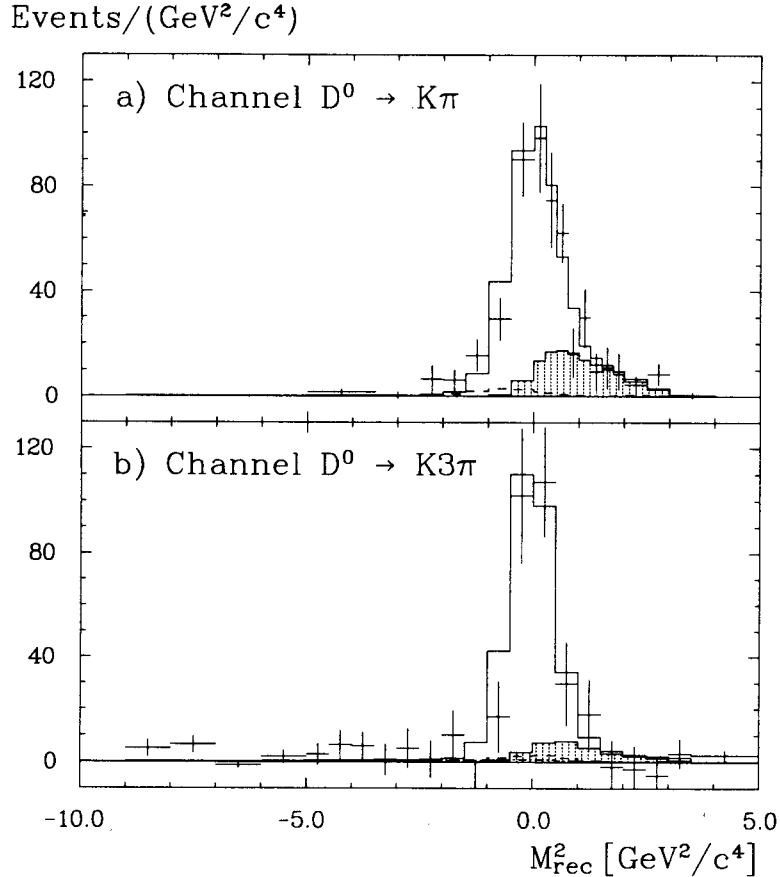 Events/(GeV²/c⁴)
120
a) Channel D⁰ → Kπ
80
40
0
120
b) Channel D⁰ → K3π
80
40
0
-10.0 -5.0 0.0 5.0
M²rec [GeV²/c⁴]